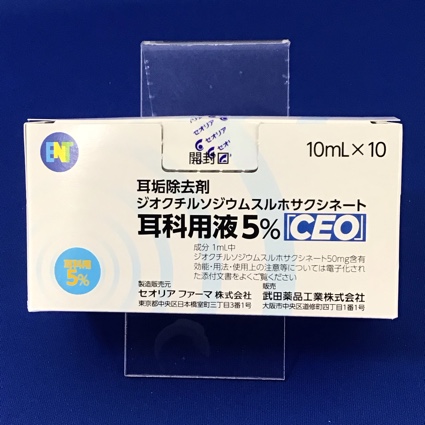 セオリア
開封
ENT
10mL×10
耳垢除去剤
ジオクチルソジウムスルホサクシネート
耳科用液5%「CEO」
成分 1mL中
ジオクチルソジウムスルホサクシネート50mg含有
効能・用法・使用上の注意等については電子化され
た添付文書をよくご覧ください
耳科用液
5%
製造販売元
セオリア ファーマ 株式会社
東京都中央区日本橋室町三丁目3番1号
販売
武田薬品工業株式会社
大阪市中央区道修町四丁目1番1号